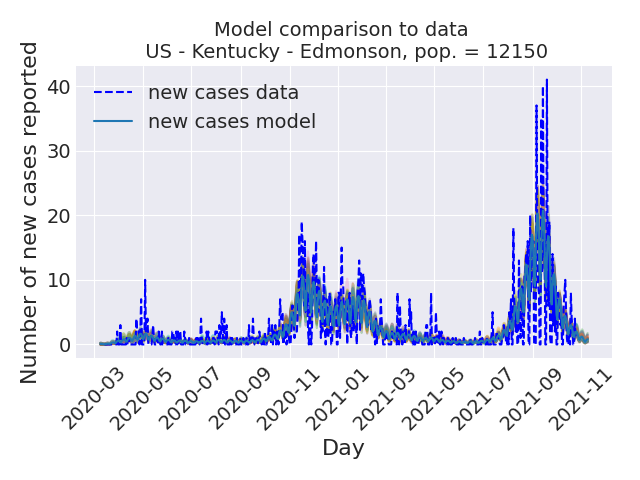 Model comparison to data
US - Kentucky - Edmonson, pop. = 12150
new cases data
new cases model
Number of new cases reported
40
30
20
10
0
2020-03
2020-05
2020-07
2020-09
2020-11
2021-01
2021-03
2021-05
2021-07
2021-09
2021-11
Day